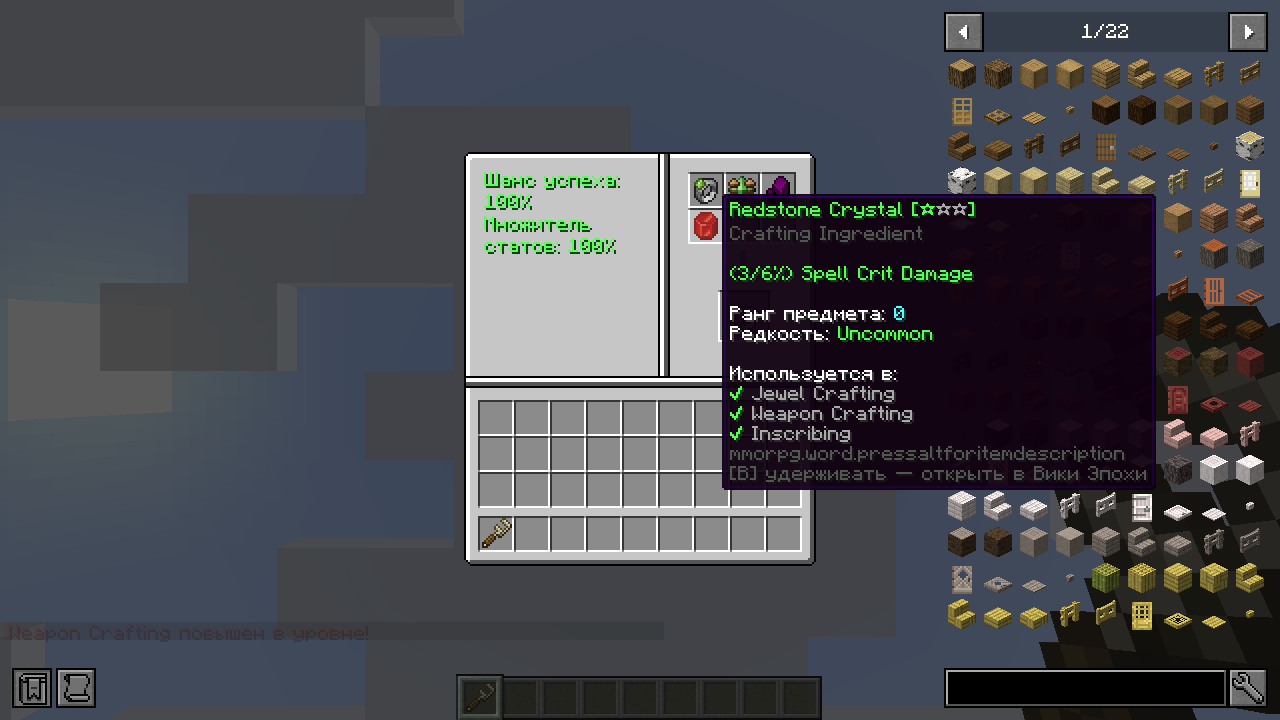 1/22
Шанс успеха:
100%
Множитель
статов: 100%
Redstone Crystal [★☆☆]
Crafting Ingredient
(3/6%) Spell Crit Damage
Ранг предмета: 0
Редкость: Uncommon
Используется в:
✓ Jewel Crafting
✓ Weapon Crafting
✓ Inscribing
mmorpg.word.pressaltforitemdescription
[B] удерживать — открыть в Вики Эпохи
Weapon Crafting повышен в уровне!